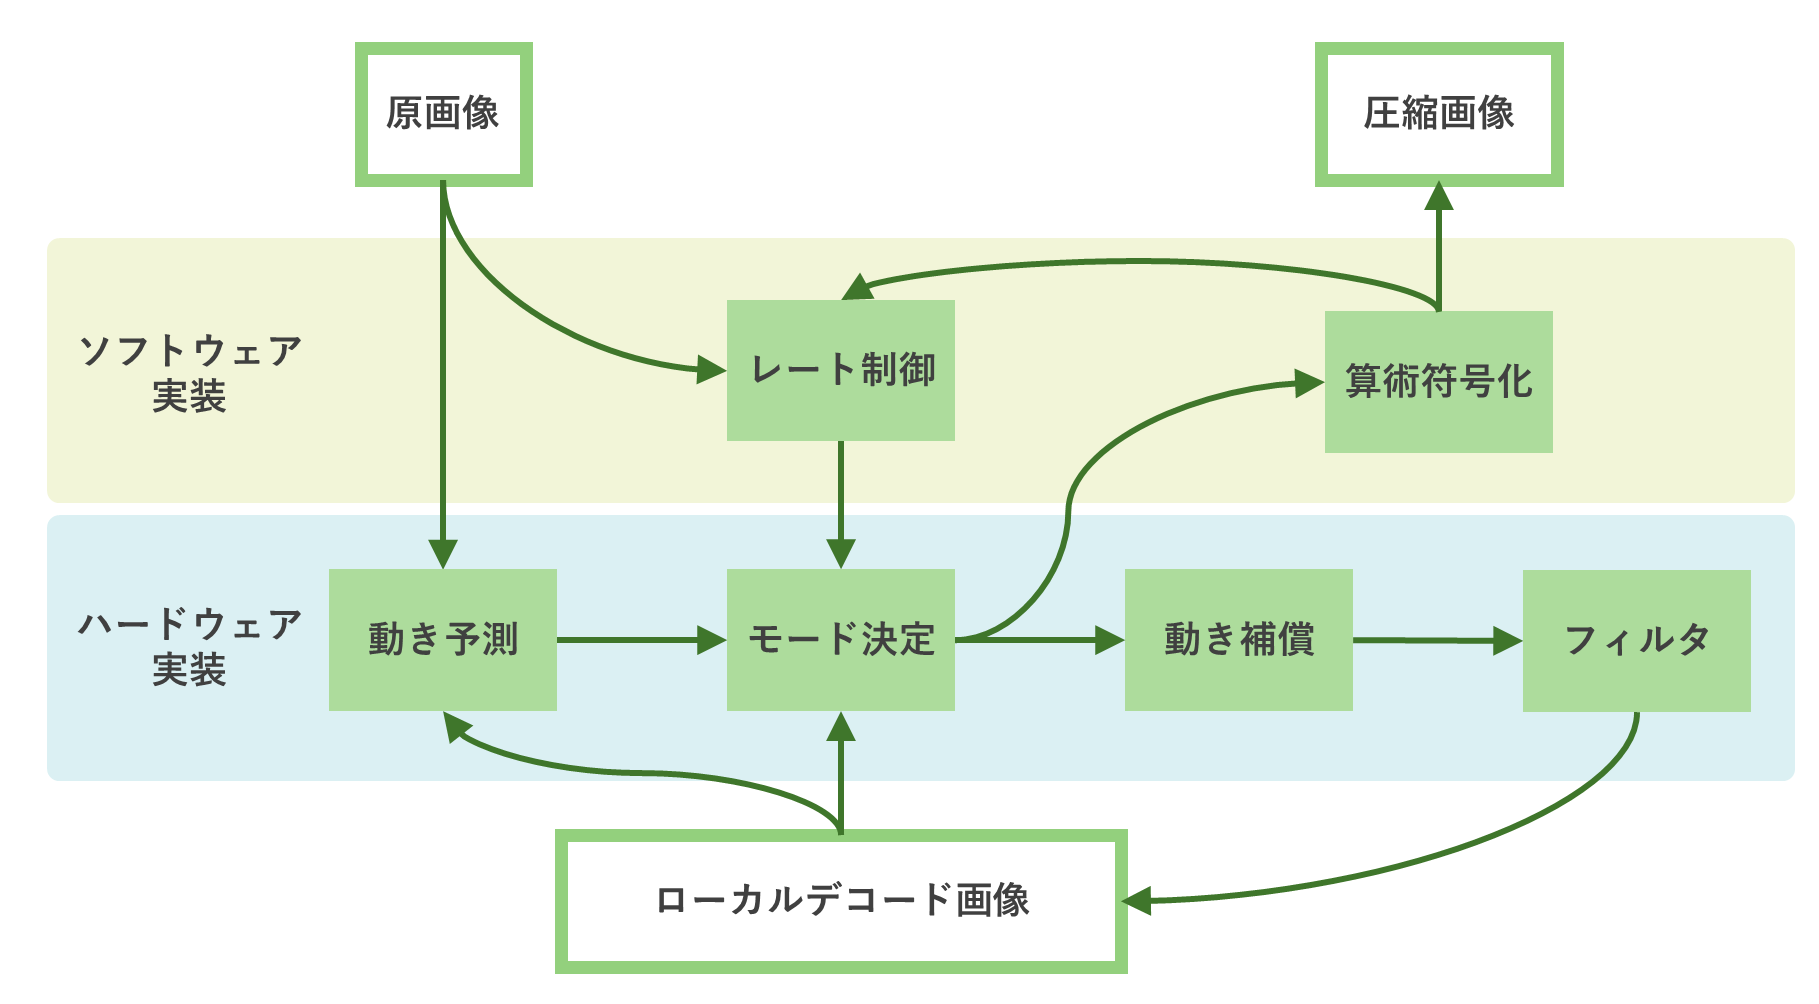 原画像
圧縮画像
ソフトウェア
実装
レート制御
算術符号化
ハードウェア
実装
動き予測
モード決定
動き補償
フィルタ
ローカルデコード画像